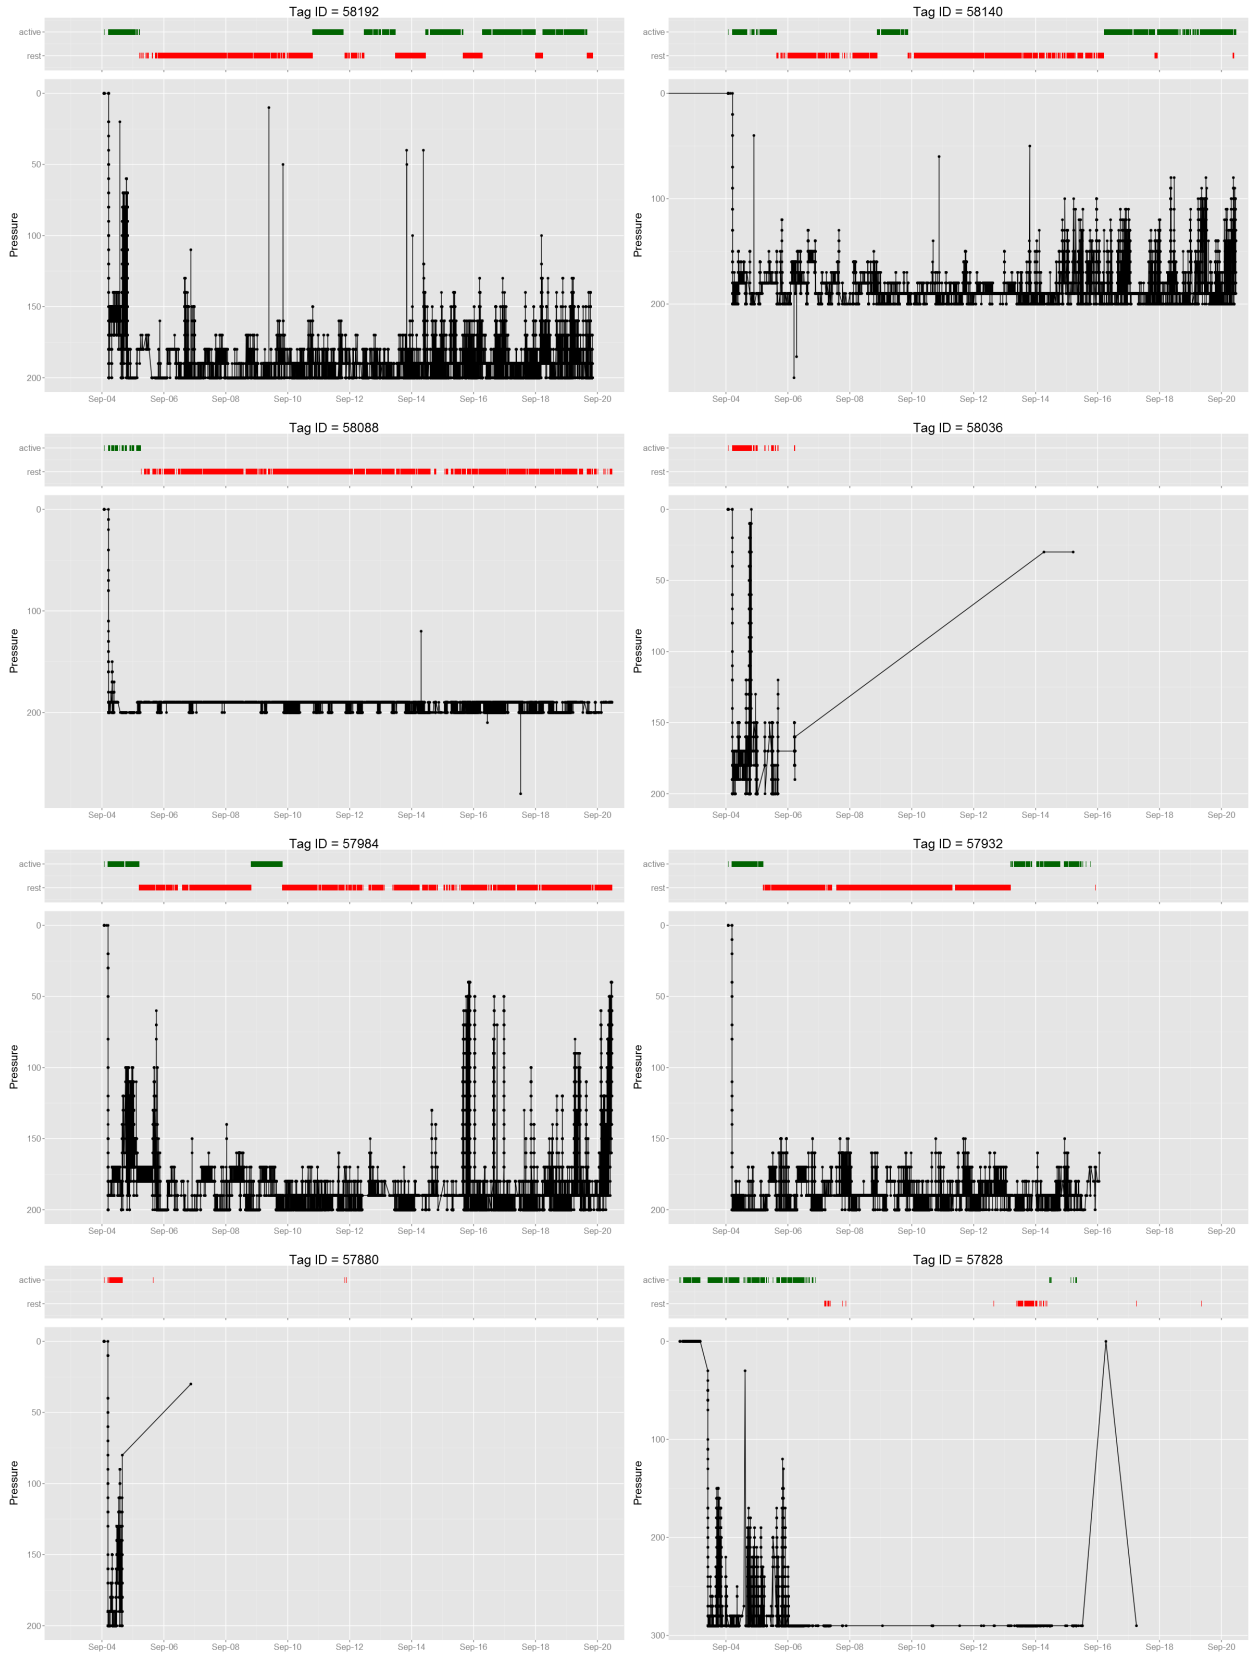 Tag ID = 58192
active
rest
0
50
100
150
200
Pressure
Sep-04 Sep-06 Sep-08 Sep-10 Sep-12 Sep-14 Sep-16 Sep-18 Sep-20
Tag ID = 58140
active
rest
0
100
200
Pressure
Sep-04 Sep-06 Sep-08 Sep-10 Sep-12 Sep-14 Sep-16 Sep-18 Sep-20
Tag ID = 58088
active
rest
0
100
200
Pressure
Sep-04 Sep-06 Sep-08 Sep-10 Sep-12 Sep-14 Sep-16 Sep-18 Sep-20
Tag ID = 58036
active
rest
0
50
100
150
200
Pressure
Sep-04 Sep-06 Sep-08 Sep-10 Sep-12 Sep-14 Sep-16 Sep-18 Sep-20
Tag ID = 57984
active
rest
0
50
100
150
200
Pressure
Sep-04 Sep-06 Sep-08 Sep-10 Sep-12 Sep-14 Sep-16 Sep-18 Sep-20
Tag ID = 57932
active
rest
0
50
100
150
200
Pressure
Sep-04 Sep-06 Sep-08 Sep-10 Sep-12 Sep-14 Sep-16 Sep-18 Sep-20
Tag ID = 57880
active
rest
0
50
100
150
200
Pressure
Sep-04 Sep-06 Sep-08 Sep-10 Sep-12 Sep-14 Sep-16 Sep-18 Sep-20
Tag ID = 57828
active
rest
0
100
200
300
Pressure
Sep-04 Sep-06 Sep-08 Sep-10 Sep-12 Sep-14 Sep-16 Sep-18 Sep-20